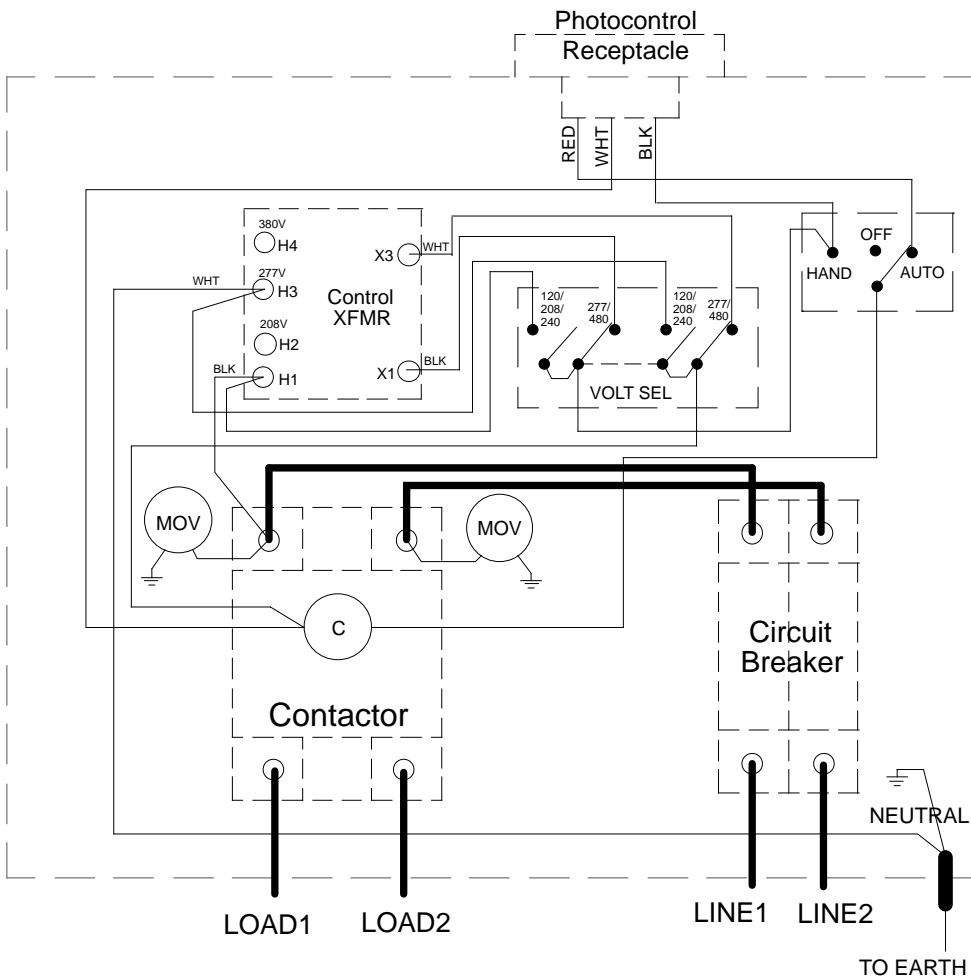 Photocontrol
Receptacle
RED
WHT
BLK
380V
H4
277V
H3
208V
H2
H1
Control
XFMR
X3
X1
WHT
WHT
BLK
BLK
120/
208/
240
277/
480
120/
208/
240
277/
480
VOLT SEL
OFF
HAND
AUTO
MOV
MOV
C
Contactor
Circuit
Breaker
NEUTRAL
LOAD1
LOAD2
LINE1
LINE2
TO EARTH